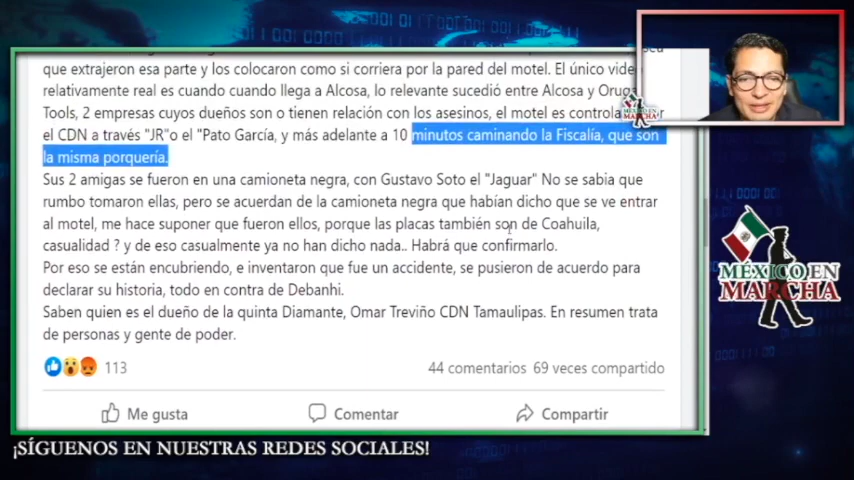 que extrajeron esa parte y los colocaron como si corriera por la pared del motel. El único
relativamente real es cuando cuando llega a Alcosa, lo relevante sucedió entre Alcosa y
Tools, 2 empresas cuyos dueños son o tienen relación con los asesinos, el motel es
el CDN a través "JR"o el "Pato García, y más adelante a 10 minutos caminando la Fiscalía, que son
la misma porquería.
Sus 2 amigas se fueron en una camioneta negra, con Gustavo Soto el "Jaguar" No se sabia que
rumbo tomaron ellas, pero se acuerdan de la camioneta negra que habían dicho que se ve entrar
al motel, me hace suponer que fueron ellos, porque las placas también son de Coahuila,
casualidad ? y de eso casualmente ya no han dicho nada.. Habrá que confirmarlo.
Por eso se están encubriendo, e inventaron que fue un accidente, se pusieron de acuerdo para
declarar su historia, todo en contra de Debanhi.
Saben quien es el dueño de la quinta Diamante, Omar Treviño CDN Tamaulipas. En resumen trata
de personas y gente de poder.
113
44 comentarios 69 veces compartido
Me gusta Comentar Compartir
MÉXICO EN
MARCHA
MÉXICO EN
MARCHA
¡SÍGUENOS EN NUESTRAS REDES SOCIALES!